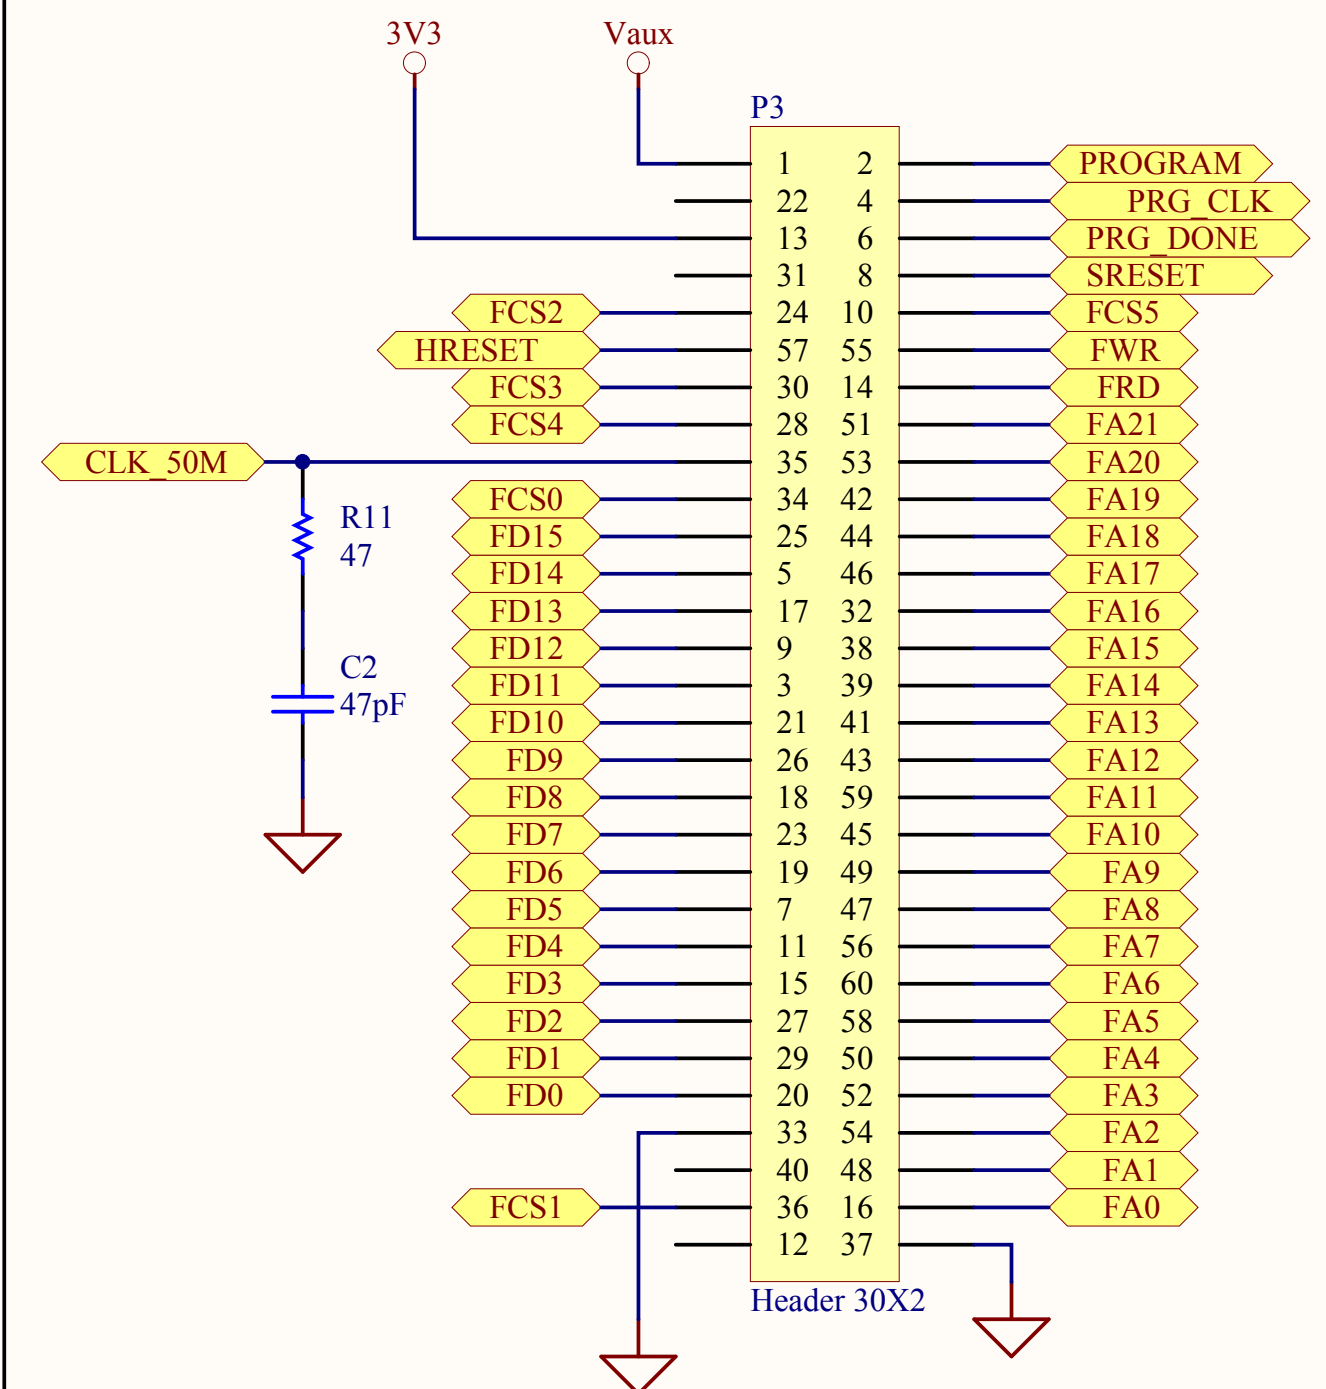 3V3 Vaux
P3
1 2 PROGRAM
22 4 PRG_CLK
13 6 PRG_DONE
31 8 SRESET
FCS2 24 10 FCS5
HRESET 57 55 FWR
FCS3 30 14 FRD
FCS4 28 51 FA21
CLK_50M 35 53 FA20
FCS0 34 42 FA19
R11
47
FD15 25 44 FA18
FD14 5 46 FA17
FD13 17 32 FA16
FD12 9 38 FA15
C2
47pF
FD11 3 39 FA14
FD10 21 41 FA13
FD9 26 43 FA12
FD8 18 59 FA11
FD7 23 45 FA10
FD6 19 49 FA9
FD5 7 47 FA8
FD4 11 56 FA7
FD3 15 60 FA6
FD2 27 58 FA5
FD1 29 50 FA4
FD0 20 52 FA3
33 54 FA2
40 48 FA1
FCS1 36 16 FA0
12 37
Header 30X2